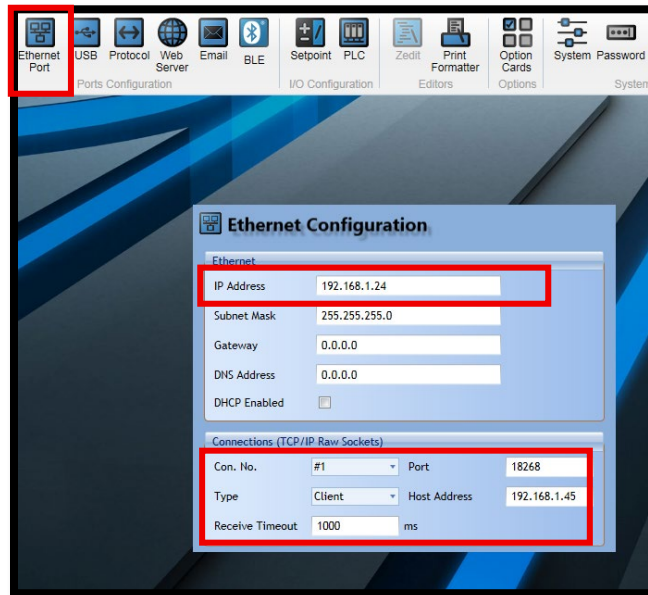 Ethernet Port
USB
Protocol
Web Server
Email
BLE
Setpoint
PLC
Zedit
Print Formatter
Option Cards
System
Password
Ports Configuration
I/O Configuration
Editors
Options
System
Ethernet Configuration
Ethernet
IP Address 192.168.1.24
Subnet Mask 255.255.255.0
Gateway 0.0.0.0
DNS Address 0.0.0.0
DHCP Enabled
Connections (TCP/IP Raw Sockets)
Con. No. #1 Port 18268
Type Client Host Address 192.168.1.45
Receive Timeout 1000 ms